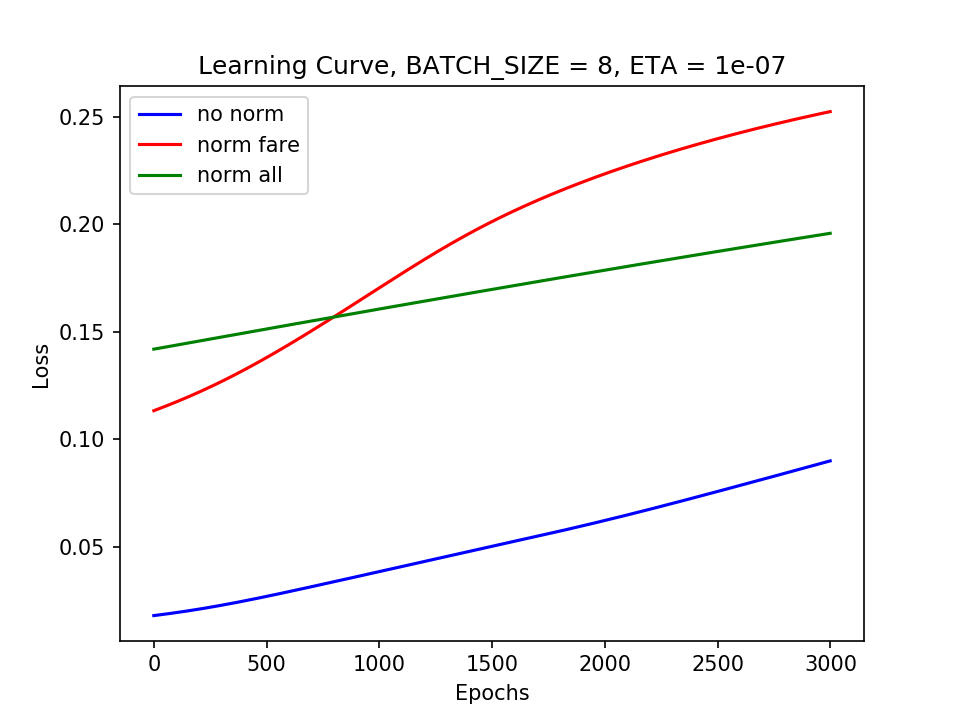 Learning Curve, BATCH_SIZE = 8, ETA = 1e-07
no norm
norm fare
norm all
0.25
0.20
0.15
0.10
0.05
Loss
0 500 1000 1500 2000 2500 3000
Epochs